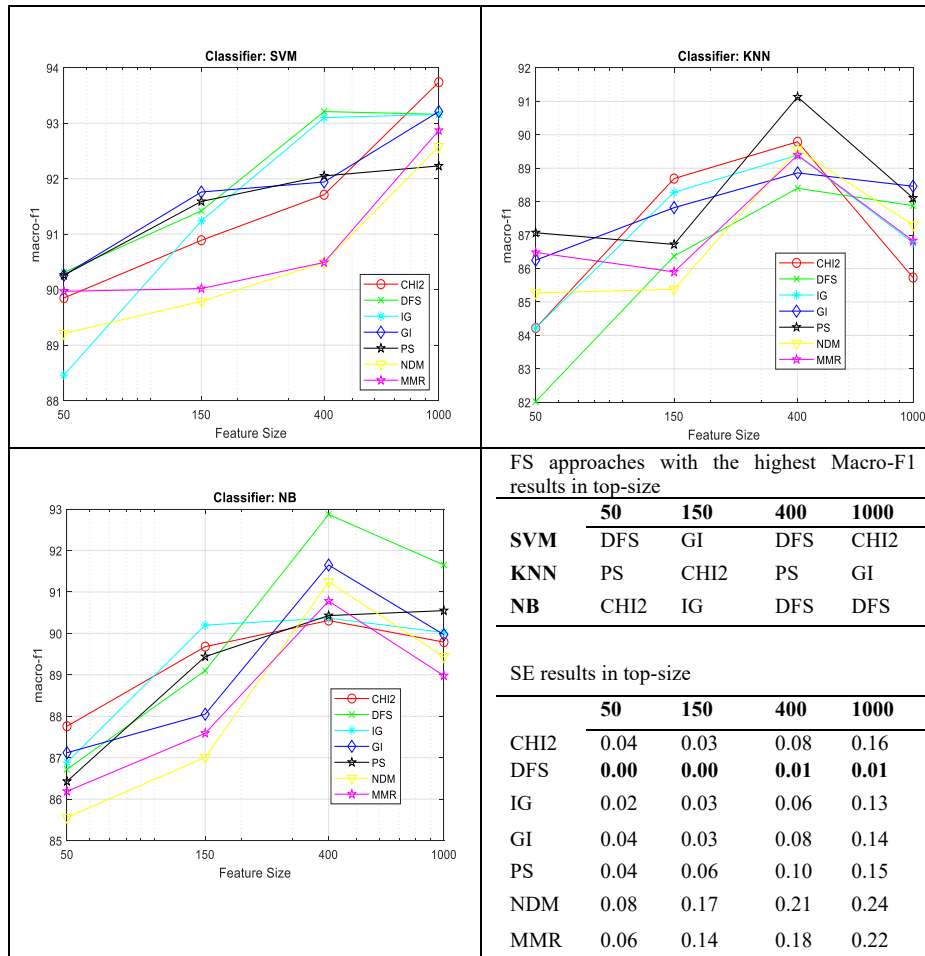 Classifier: SVM
94
93
92
91
90
89
88
macro-f1
CHI2
DFS
IG
GI
PS
NDM
MMR
50 150 400 1000
Feature Size
Classifier: KNN
92
91
90
89
88
87
86
85
84
83
82
macro-f1
CHI2
DFS
IG
GI
PS
NDM
MMR
50 150 400 1000
Feature Size
Classifier: NB
93
92
91
90
89
88
87
86
85
macro-f1
CHI2
DFS
IG
GI
PS
NDM
MMR
50 150 400 1000
Feature Size
FS approaches with the highest Macro-F1
results in top-size
50 150 400 1000
SVM DFS GI DFS CHI2
KNN PS CHI2 PS GI
NB CHI2 IG DFS DFS
SE results in top-size
50 150 400 1000
CHI2 0.04 0.03 0.08 0.16
DFS 0.00 0.00 0.01 0.01
IG 0.02 0.03 0.06 0.13
GI 0.04 0.03 0.08 0.14
PS 0.04 0.06 0.10 0.15
NDM 0.08 0.17 0.21 0.24
MMR 0.06 0.14 0.18 0.22